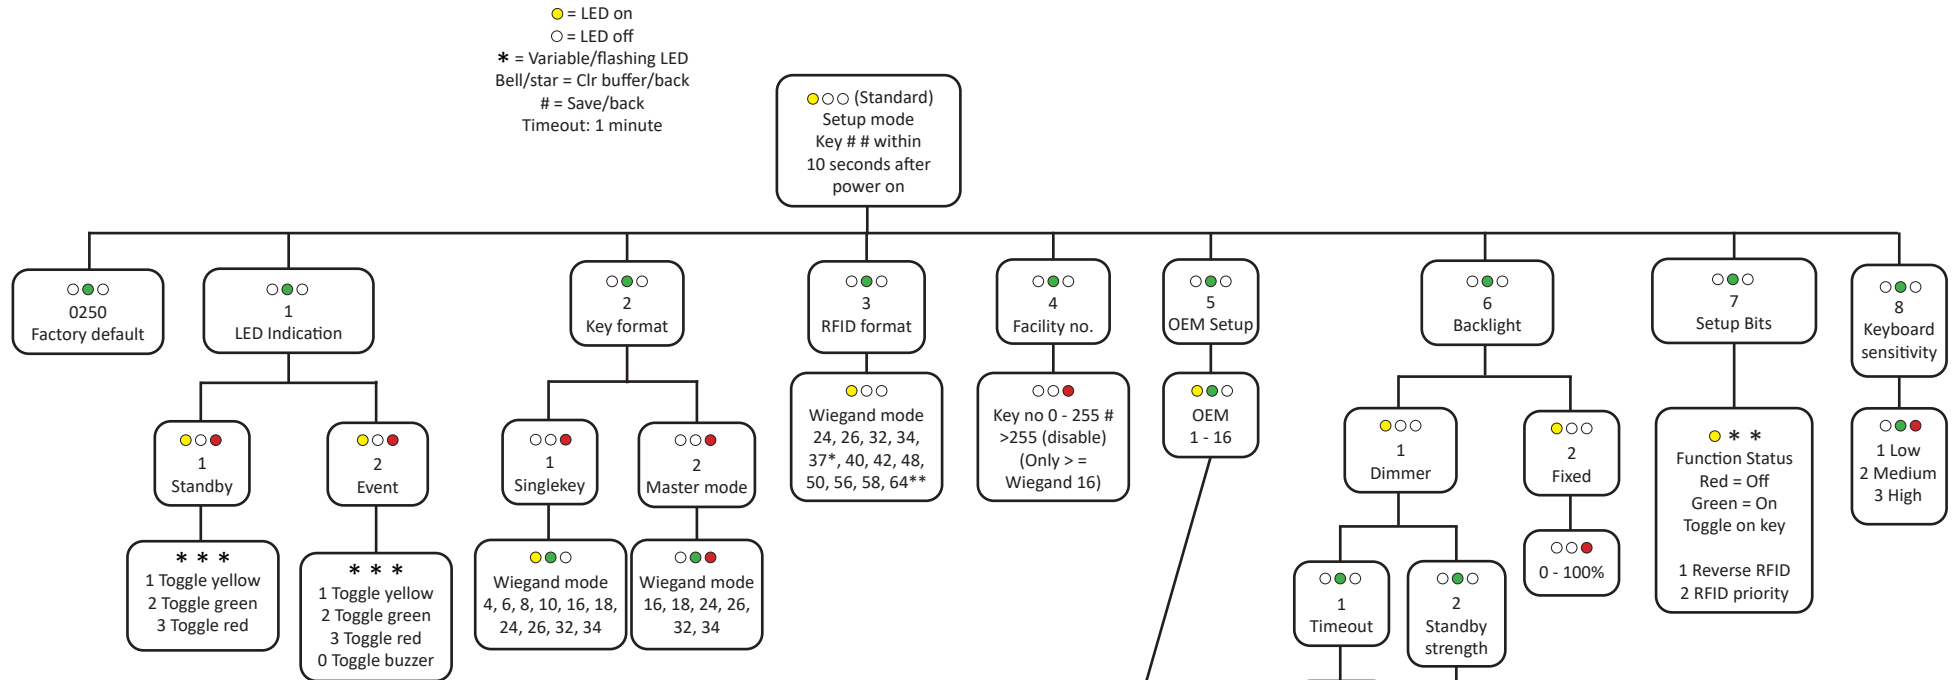 = LED on
= LED off
* = Variable/flashing LED
Bell/star = Clr buffer/back
# = Save/back
Timeout: 1 minute
(Standard)
Setup mode
Key # # within
10 seconds after
power on
0250
Factory default
1
LED Indication
2
Key format
3
RFID format
4
Facility no.
5
OEM Setup
6
Backlight
7
Setup Bits
8
Keyboard
sensitivity
1
Standby
2
Event
1
Singlekey
2
Master mode
Wiegand mode
24, 26, 32, 34,
37*, 40, 42, 48,
50, 56, 58, 64**
Key no 0 - 255 #
>255 (disable)
(Only > =
Wiegand 16)
OEM
1 - 16
1
Dimmer
2
Fixed
* *
Function Status
Red = Off
Green = On
Toggle on key
1 Reverse RFID
2 RFID priority
1 Low
2 Medium
3 High
* * *
1 Toggle yellow
2 Toggle green
3 Toggle red
* * *
1 Toggle yellow
2 Toggle green
3 Toggle red
0 Toggle buzzer
Wiegand mode
4, 6, 8, 10, 16, 18,
24, 26, 32, 34
Wiegand mode
16, 18, 24, 26,
32, 34
1
Timeout
2
Standby
strength
0 - 100%